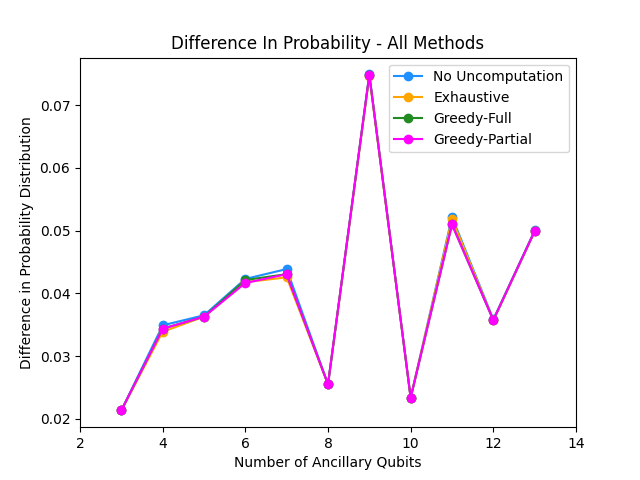 Difference In Probability - All Methods
No Uncomputation
Exhaustive
Greedy-Full
Greedy-Partial
Difference in Probability Distribution
0.07
0.06
0.05
0.04
0.03
0.02
2 4 6 8 10 12 14
Number of Ancillary Qubits